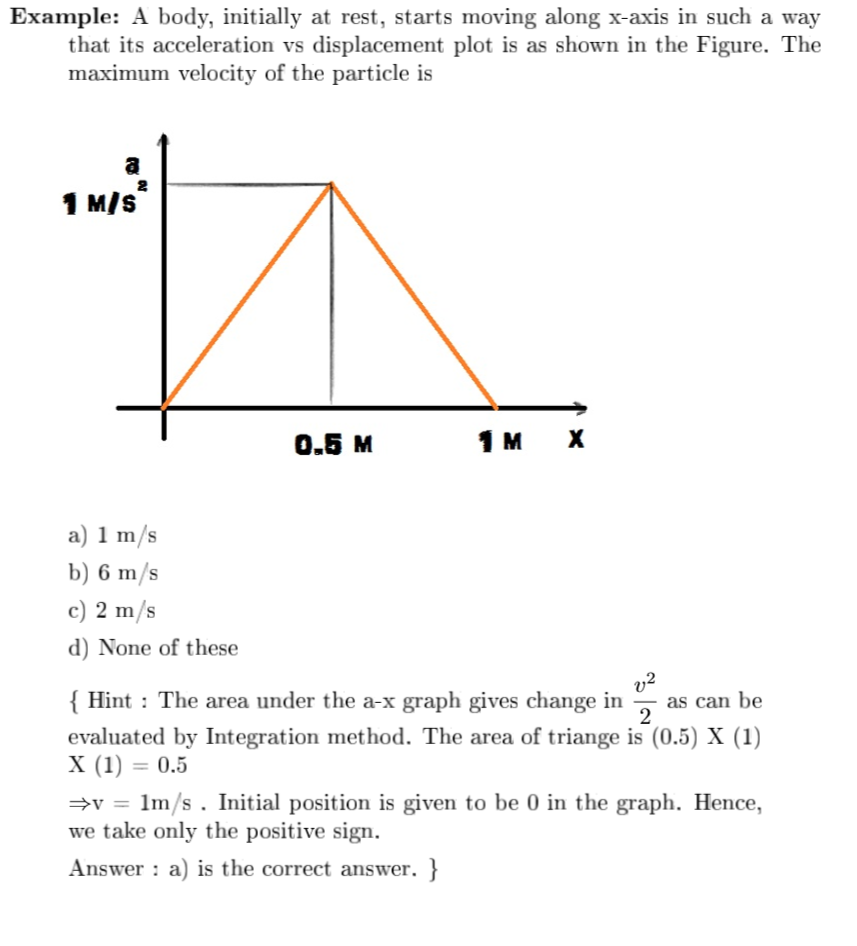 Example: A body, initially at rest, starts moving along x-axis in such a way
that its acceleration vs displacement plot is as shown in the Figure. The
maximum velocity of the particle is
a
1 M/S²
0.5 M
1 M
X
a) 1 m/s
b) 6 m/s
c) 2 m/s
d) None of these
{ Hint : The area under the a-x graph gives change in v²/2 as can be
evaluated by Integration method. The area of triange is (0.5) X (1)
X (1) = 0.5
⇒v = 1m/s . Initial position is given to be 0 in the graph. Hence,
we take only the positive sign.
Answer : a) is the correct answer. }